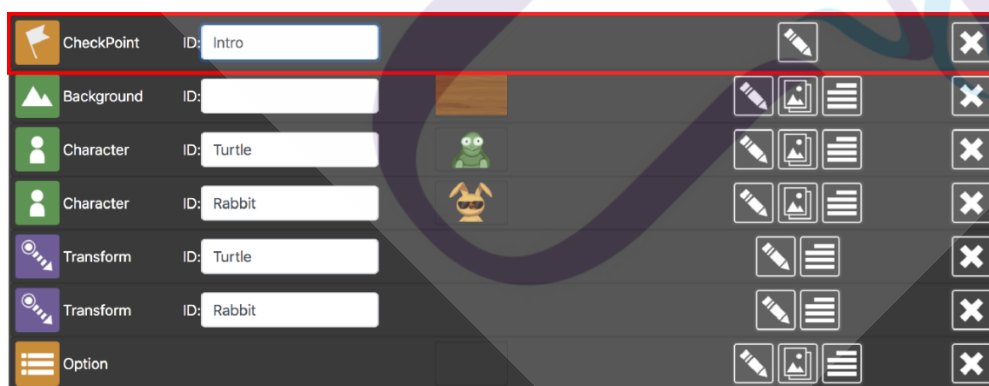 CheckPoint ID: Intro
Background ID:
Character ID: Turtle
Character ID: Rabbit
Transform ID: Turtle
Transform ID: Rabbit
Option